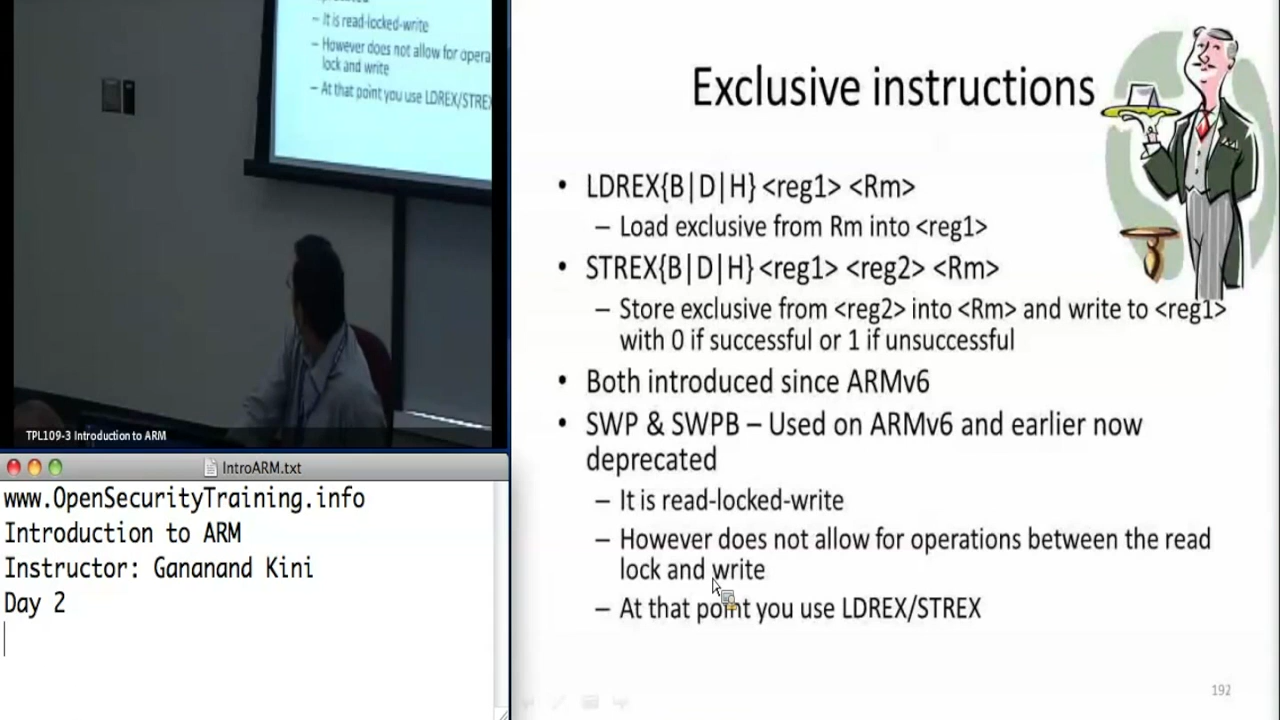 – It is read-locked-write
– However does not allow for opera
lock and write
– At that point you use LDREX/STREX
TPL109-3 Introduction to ARM
IntroARM.txt
www.OpenSecurityTraining.info
Introduction to ARM
Instructor: Gananand Kini
Day 2
Exclusive instructions
• LDREX{B|D|H} <reg1> <Rm>
– Load exclusive from Rm into <reg1>
• STREX{B|D|H} <reg1> <reg2> <Rm>
– Store exclusive from <reg2> into <Rm> and write to <reg1>
with 0 if successful or 1 if unsuccessful
• Both introduced since ARMv6
• SWP & SWPB – Used on ARMv6 and earlier now
deprecated
– It is read-locked-write
– However does not allow for operations between the read
lock and write
– At that point you use LDREX/STREX
192